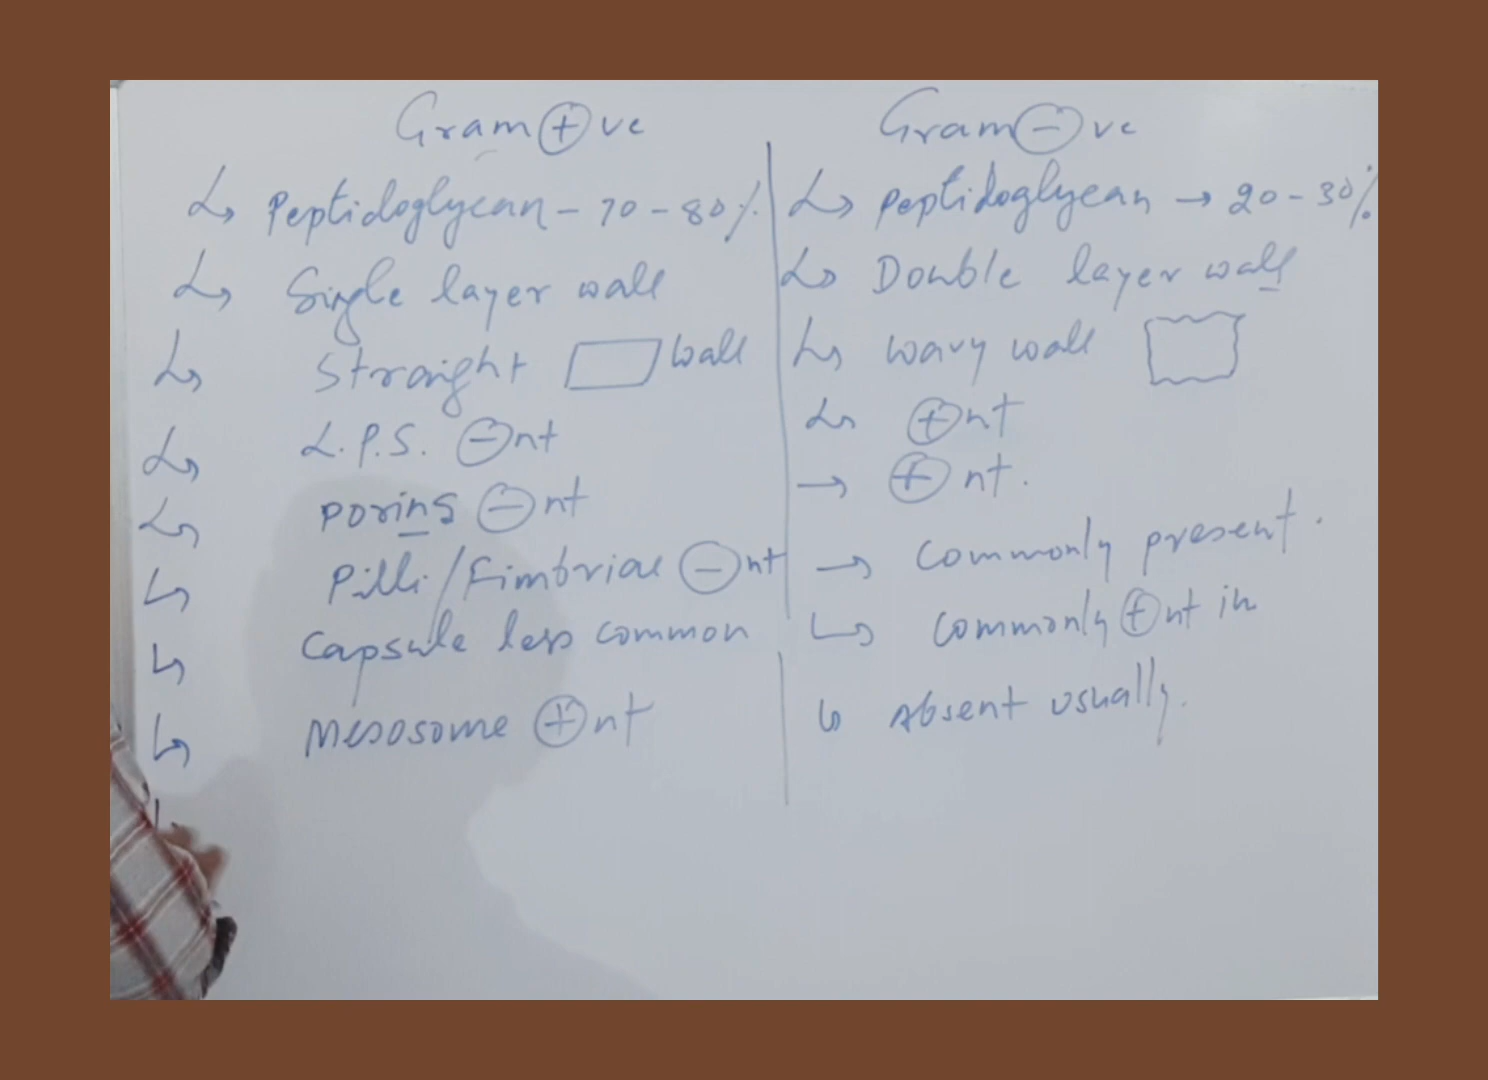 Gram ⊕ve
Peptidoglycan - 70 - 80%
Single layer wall
Straight wall
L.P.S. ⊖nt
Porins ⊖nt
Pilli/Fimbriae ⊖nt
Capsule less common
Mesosome ⊕nt
Gram ⊖ve
Peptidoglycan → 20 - 30%
Double layer wall
wavy wall
⊕nt
⊕nt.
Commonly present.
Commonly ⊕nt in
Absent usually.